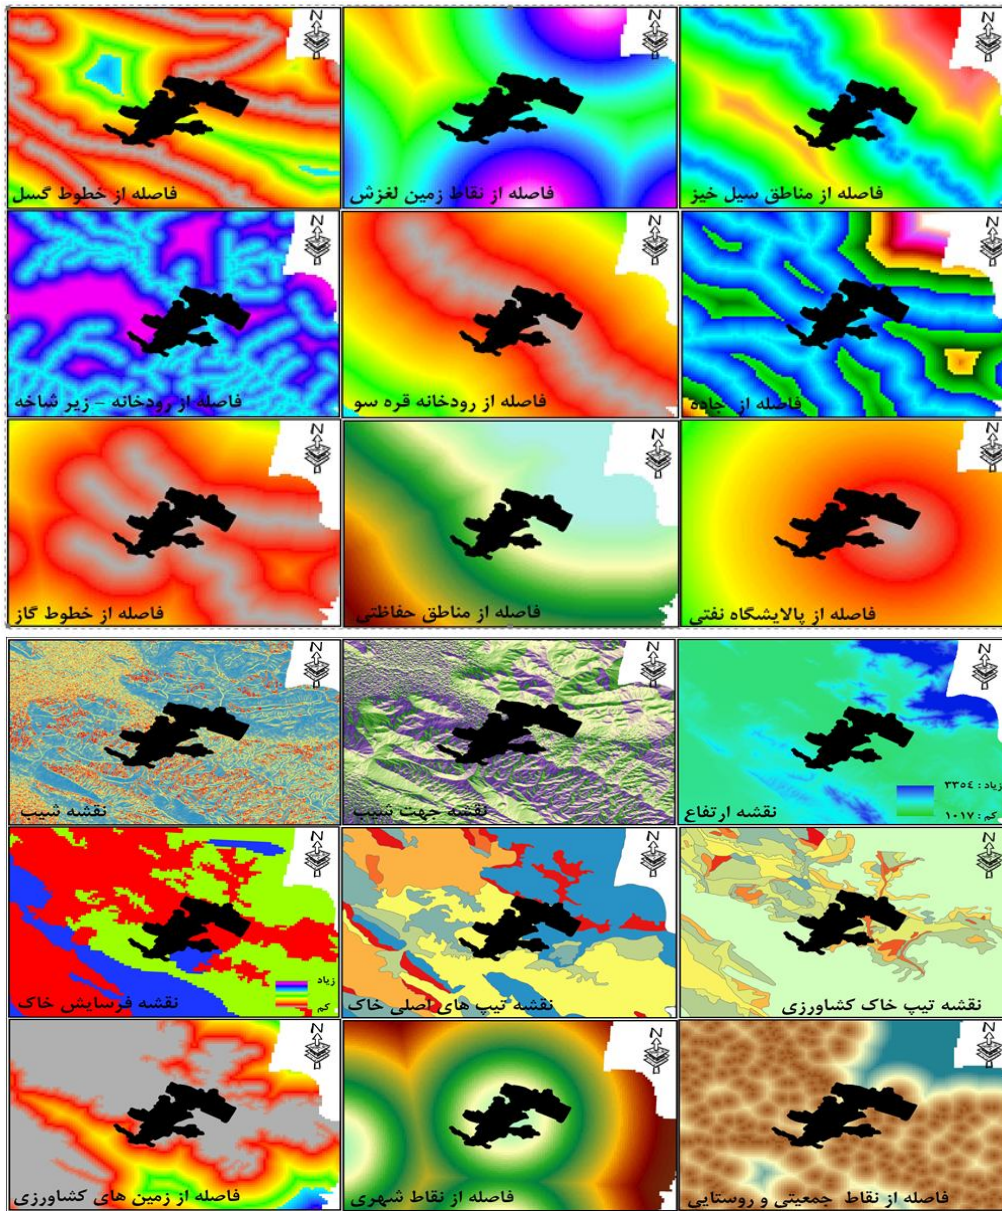 N
N
N
فاصله از مناطق سیل خیز
فاصله از نقاط زمین لغزش
فاصله از خطوط گسل
N
N
N
فاصله از جاده
فاصله از رودخانه قره سو
فاصله از رودخانه – زیر شاخه
N
N
N
فاصله از پالایشگاه نفتی
فاصله از مناطق حفاظتی
فاصله از خطوط گاز
N
N
N
زیاد : ٣٣٥٤
کم : ١٠١٧
نقشه ارتفاع
نقشه جهت شیب
نقشه شیب
N
N
N
نقشه تیپ خاک کشاورزی
نقشه تیپ های اصلی خاک
زیاد
کم
نقشه فرسایش خاک
N
N
N
فاصله از نقاط جمعیتی و روستایی
فاصله از نقاط شهری
فاصله از زمین های کشاورزی